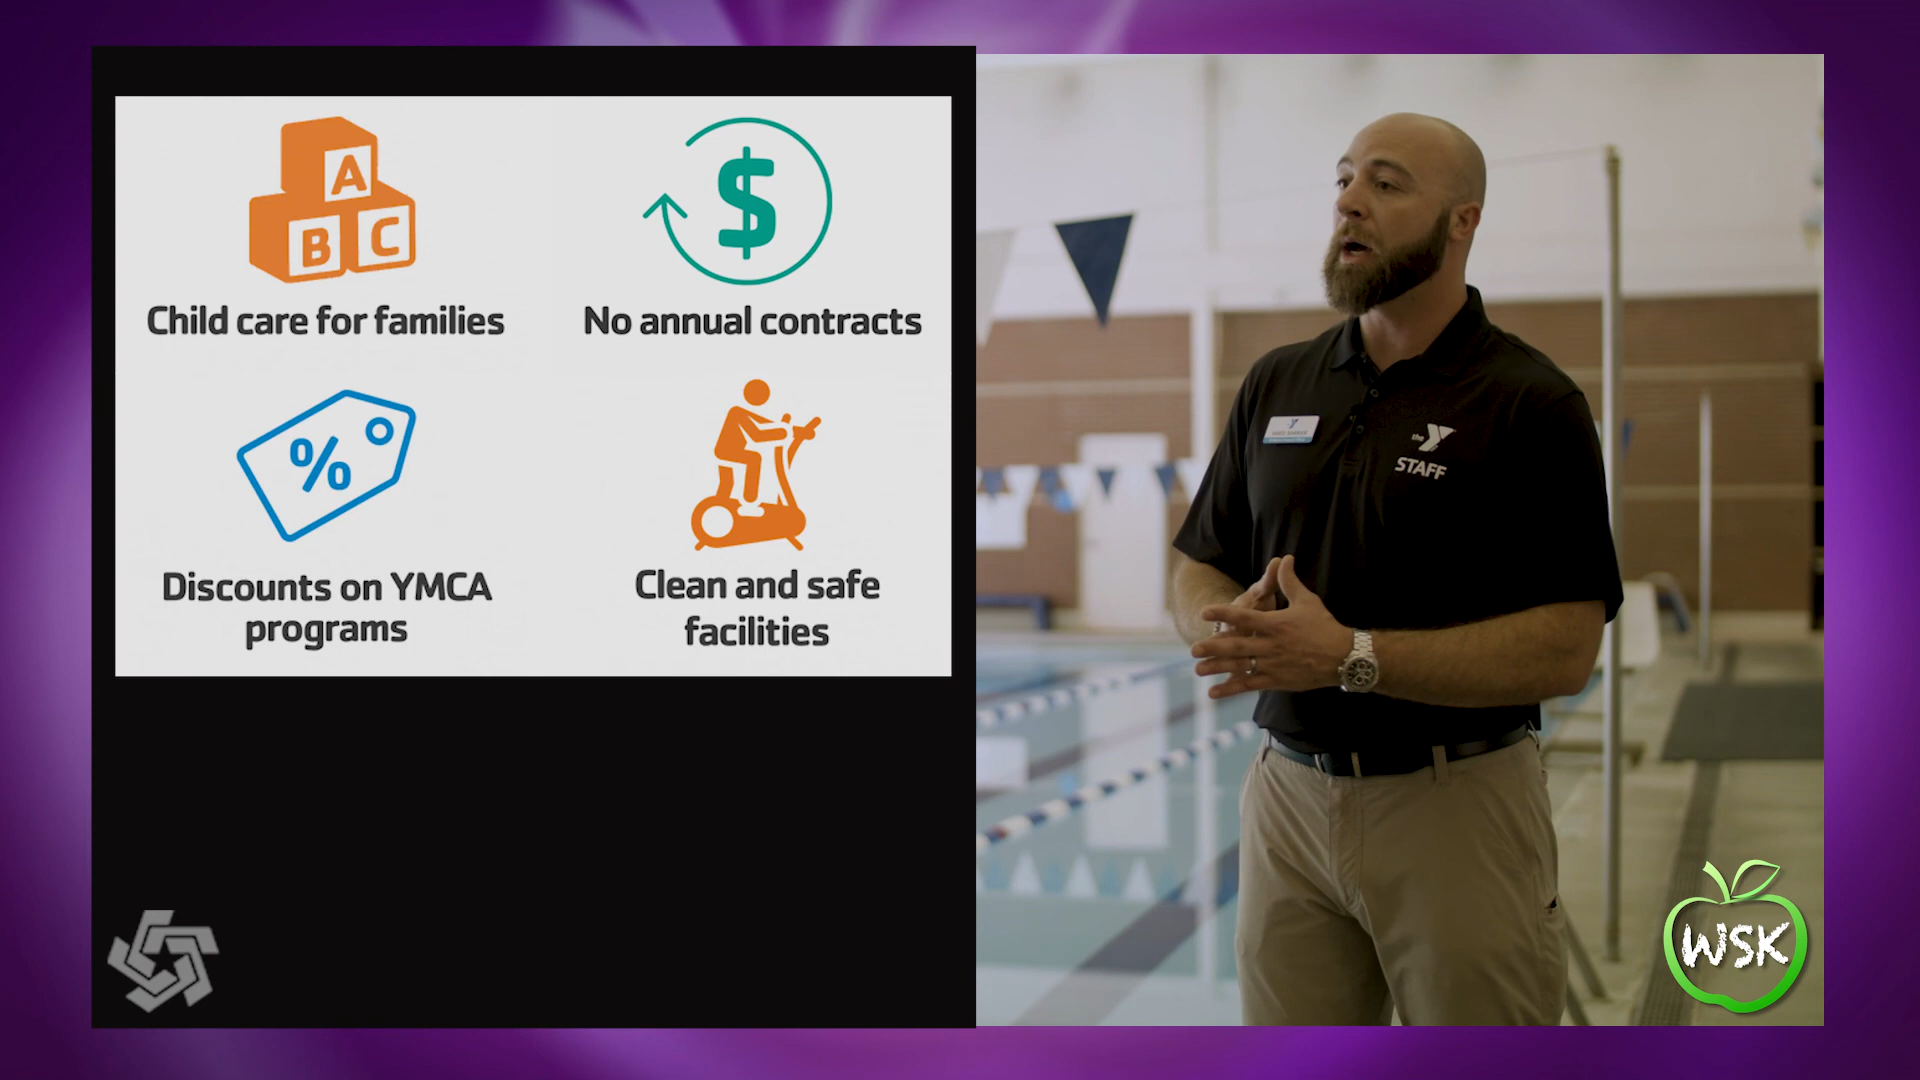 A
B C
$
Child care for families
No annual contracts
%
Discounts on YMCA
programs
Clean and safe
facilities
the Y
STAFF
WSK